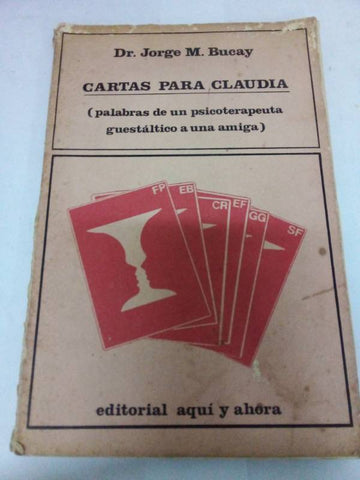 Dr. Jorge M. Bucay
CARTAS PARA CLAUDIA
(palabras de un psicoterapeuta
guestáltico a una amiga)
FP
EB
CR
EF
GG
SF
editorial aquí y ahora